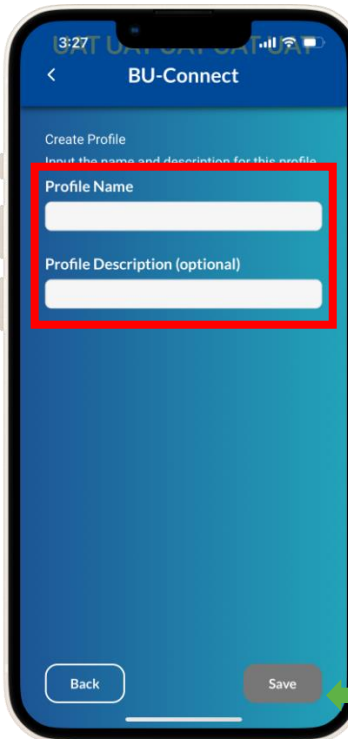 3:27
UAT UAT UAT UAT UAT
BU-Connect
Create Profile
Input the name and description for this profile
Profile Name
Profile Description (optional)
Back
Save